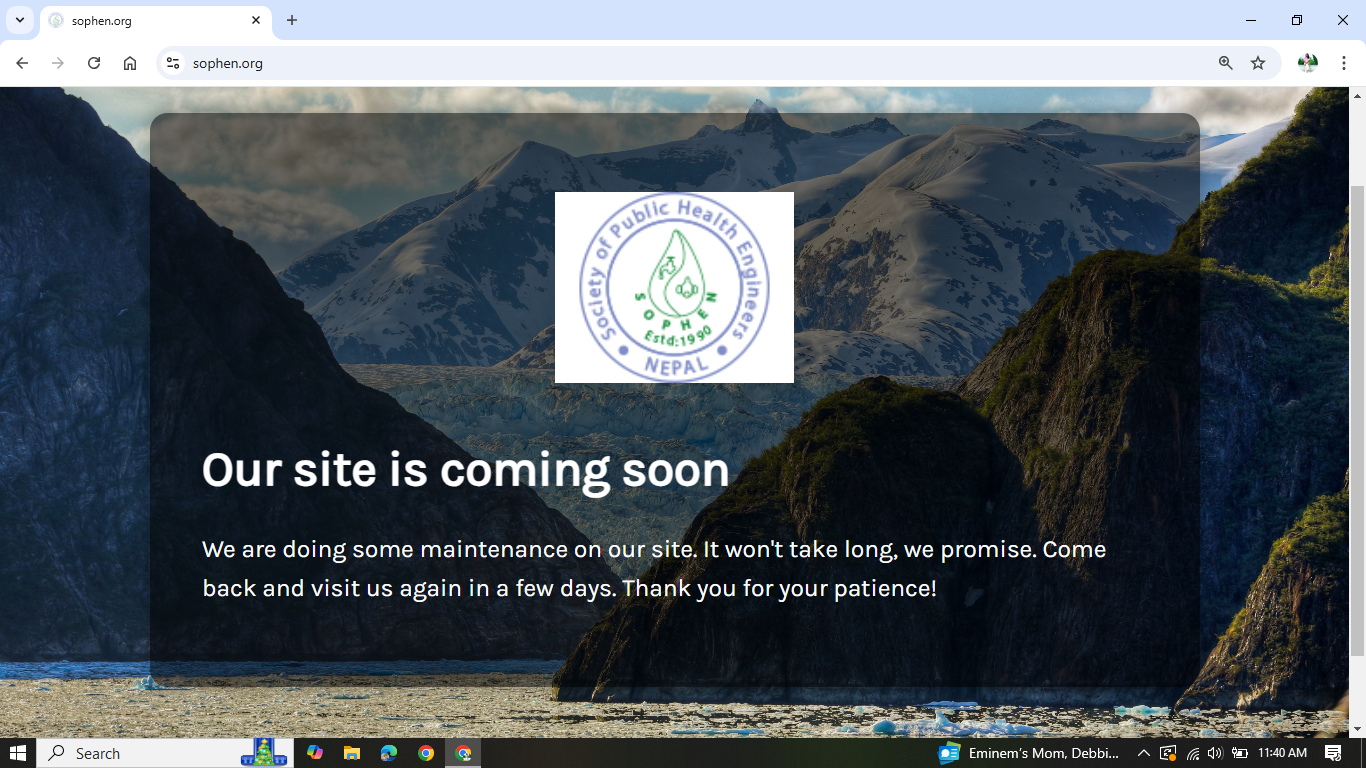 sophen.org
sophen.org
Society of Public Health Engineers
SOPHEN
Estd:1990
NEPAL
Our site is coming soon
We are doing some maintenance on our site. It won't take long, we promise. Come
back and visit us again in a few days. Thank you for your patience!
Search
Eminem's Mom, Debbi...
11:40 AM